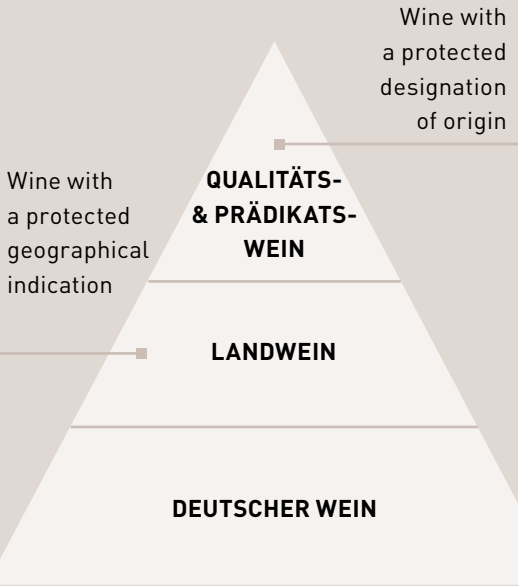 Wine with
a protected
designation
of origin
QUALITÄTS-
& PRÄDIKATS-
WEIN
Wine with
a protected
geographical
indication
LANDWEIN
DEUTSCHER WEIN